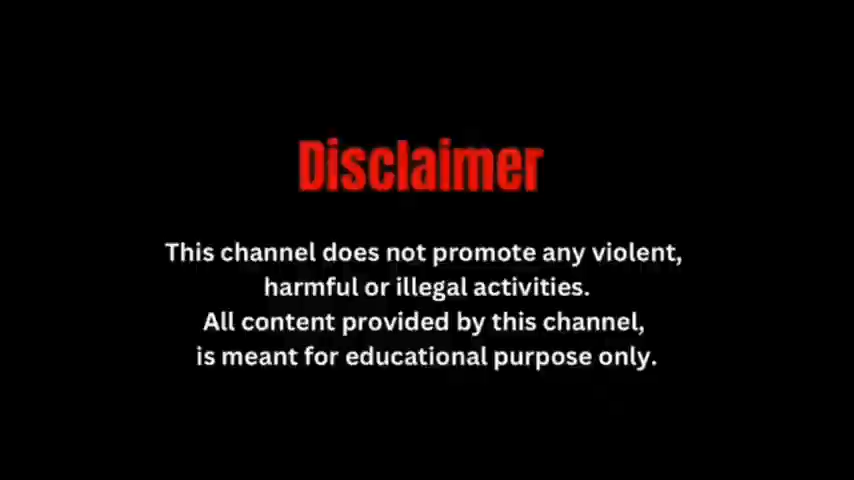 Disclaimer
This channel does not promote any violent,
harmful or illegal activities.
All content provided by this channel,
is meant for educational purpose only.